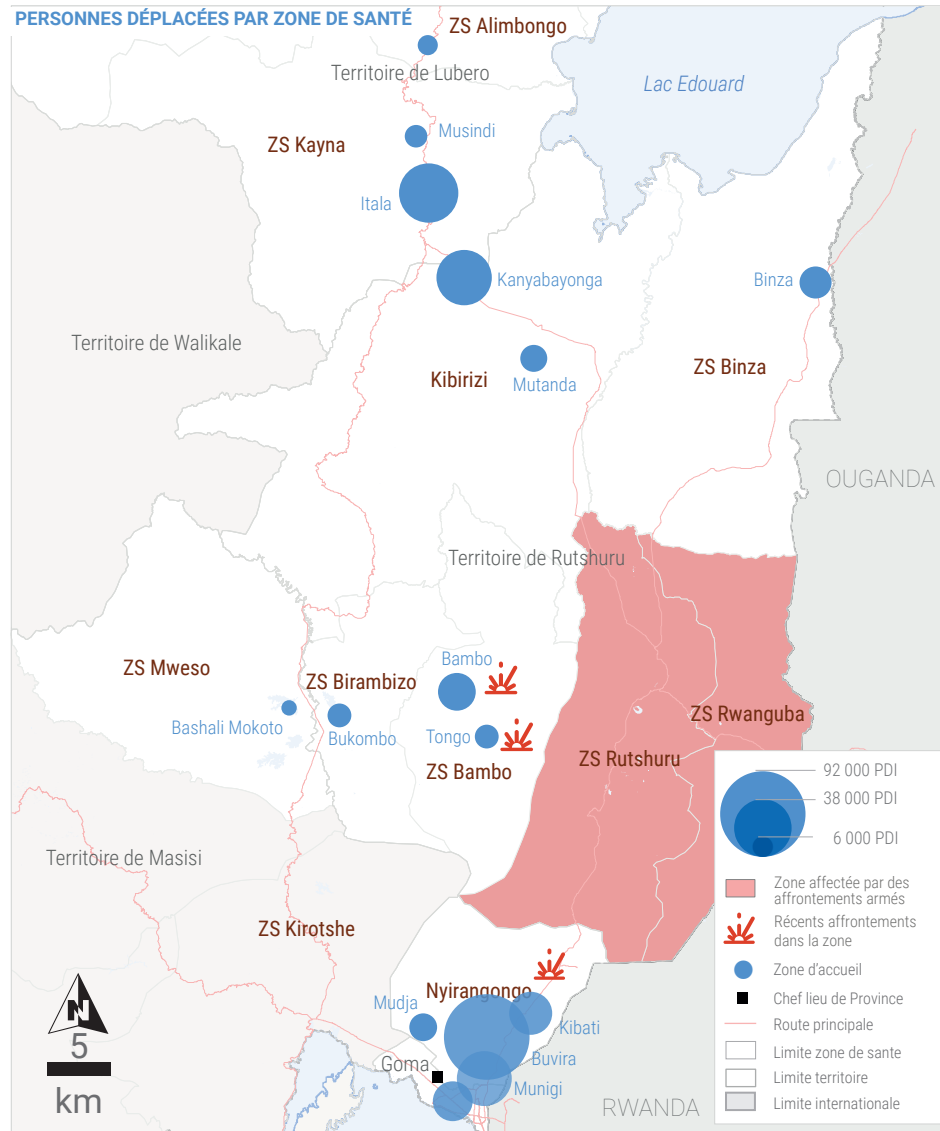 PERSONNES DÉPLACÉES PAR ZONE DE SANTÉ
ZS Alimbongo
Territoire de Lubero
Lac Edouard
Musindi
ZS Kayna
Itala
Kanyabayonga
Binza
Territoire de Walikale
Kibirizi
Mutanda
ZS Binza
OUGANDA
Territoire de Rutshuru
ZS Mweso
ZS Birambizo
Bambo
Bashali Mokoto
Bukombo
Tongo
ZS Bambo
ZS Rwanguba
ZS Rutshuru
Territoire de Masisi
ZS Kirotshe
Nyirangongo
Mudja
Kibati
Buvira
Goma
Munigi
RWANDA
N
5
km
92 000 PDI
38 000 PDI
6 000 PDI
Zone affectée par des
affrontements armés
Récents affrontements
dans la zone
Zone d'accueil
Chef lieu de Province
Route principale
Limite zone de sante
Limite territoire
Limite internationale